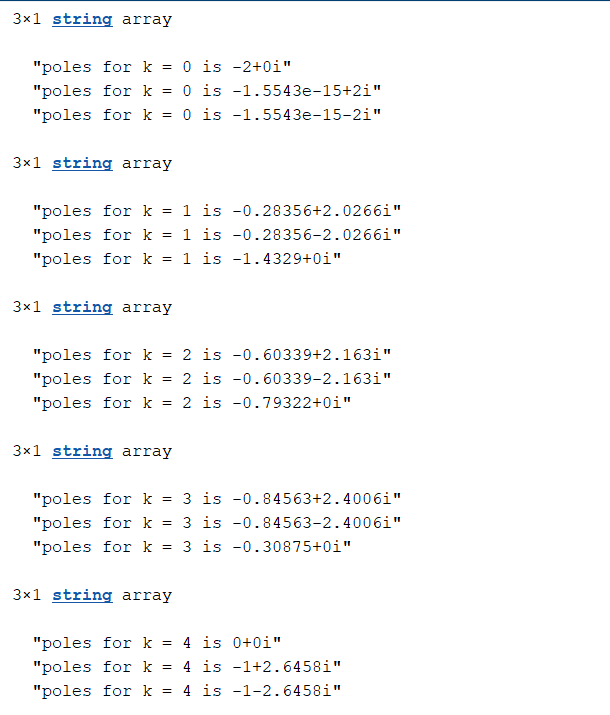 3×1 string array
"poles for k = 0 is -2+0i"
"poles for k = 0 is -1.5543e-15+2i"
"poles for k = 0 is -1.5543e-15-2i"
3×1 string array
"poles for k = 1 is -0.28356+2.0266i"
"poles for k = 1 is -0.28356-2.0266i"
"poles for k = 1 is -1.4329+0i"
3×1 string array
"poles for k = 2 is -0.60339+2.163i"
"poles for k = 2 is -0.60339-2.163i"
"poles for k = 2 is -0.79322+0i"
3×1 string array
"poles for k = 3 is -0.84563+2.4006i"
"poles for k = 3 is -0.84563-2.4006i"
"poles for k = 3 is -0.30875+0i"
3×1 string array
"poles for k = 4 is 0+0i"
"poles for k = 4 is -1+2.6458i"
"poles for k = 4 is -1-2.6458i"